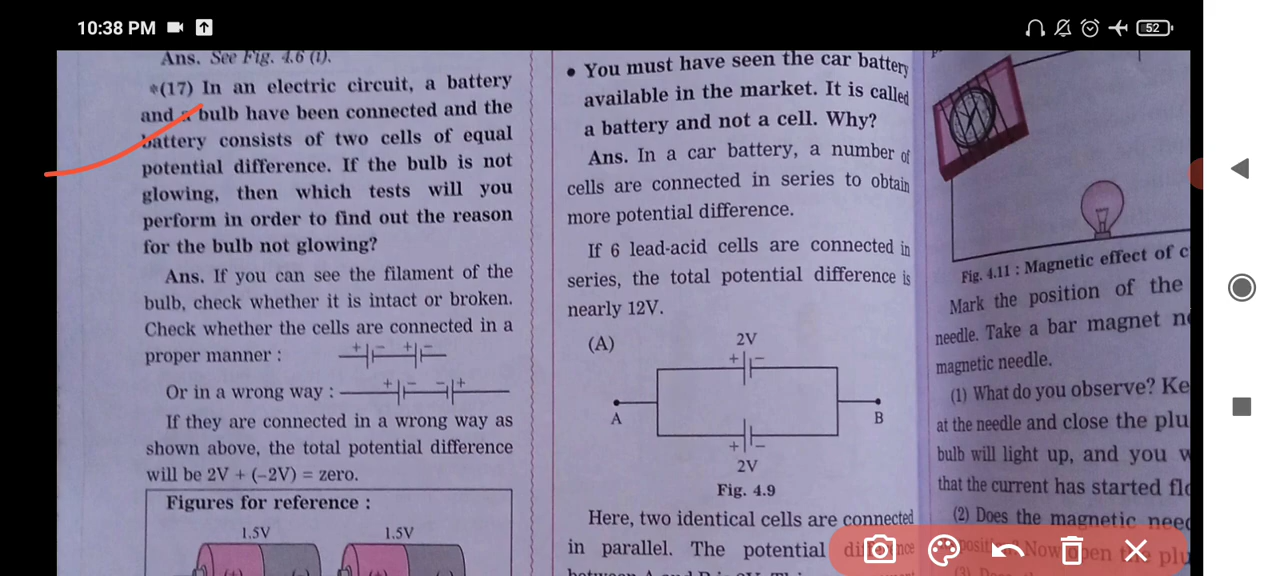 10:38 PM
52
Ans. See Fig. 4.6 (i).
*(17) In an electric circuit, a battery
and a bulb have been connected and the
battery consists of two cells of equal
potential difference. If the bulb is not
glowing, then which tests will you
perform in order to find out the reason
for the bulb not glowing?
Ans. If you can see the filament of the
bulb, check whether it is intact or broken.
Check whether the cells are connected in a
proper manner : + − + −
Or in a wrong way : + − − +
If they are connected in a wrong way as
shown above, the total potential difference
will be 2V + (−2V) = zero.
Figures for reference :
1.5V 1.5V
(+) (−) (+) (−)
• You must have seen the car battery
available in the market. It is called
a battery and not a cell. Why?
Ans. In a car battery, a number of
cells are connected in series to obtain
more potential difference.
If 6 lead-acid cells are connected in
series, the total potential difference is
nearly 12V.
(A)
2V
+ −
A B
+ −
2V
Fig. 4.9
Here, two identical cells are connected
in parallel. The potential difference
Fig. 4.11 : Magnetic effect of c
Mark the position of the
needle. Take a bar magnet
magnetic needle.
(1) What do you observe? Ke
at the needle and close the plu
bulb will light up, and you
that the current has started
(2) Does the magnetic
Now open the plu